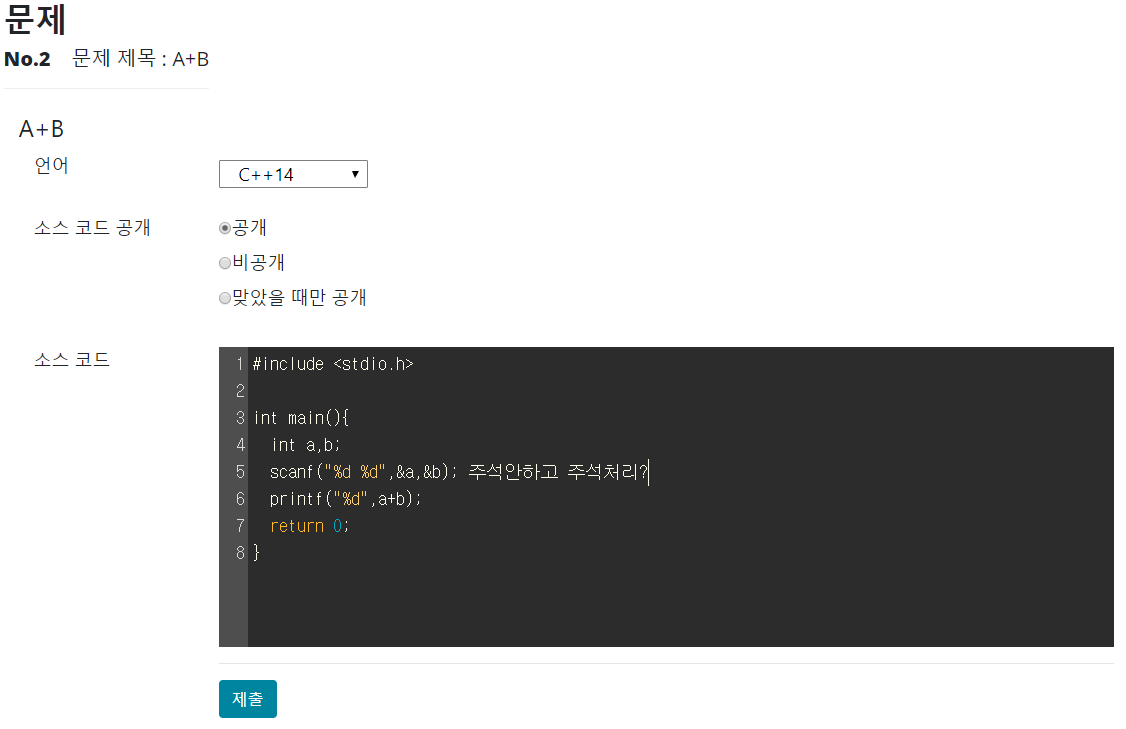 문제
No.2 문제 제목 : A+B
A+B
언어
C++14
소스 코드 공개
공개
비공개
맞았을 때만 공개
소스 코드
1 #include <stdio.h>
2
3 int main(){
4 int a,b;
5 scanf("%d %d",&a,&b); 주석안하고 주석처리?
6 printf("%d",a+b);
7 return 0;
8 }
제출